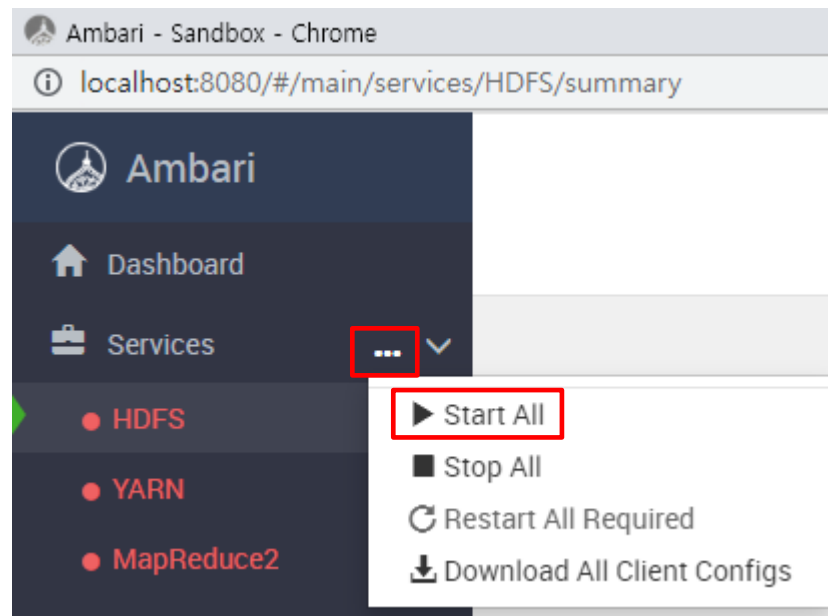 Ambari - Sandbox - Chrome
localhost:8080/#/main/services/HDFS/summary
Ambari
Dashboard
Services ...
HDFS
YARN
MapReduce2
Start All
Stop All
Restart All Required
Download All Client Configs